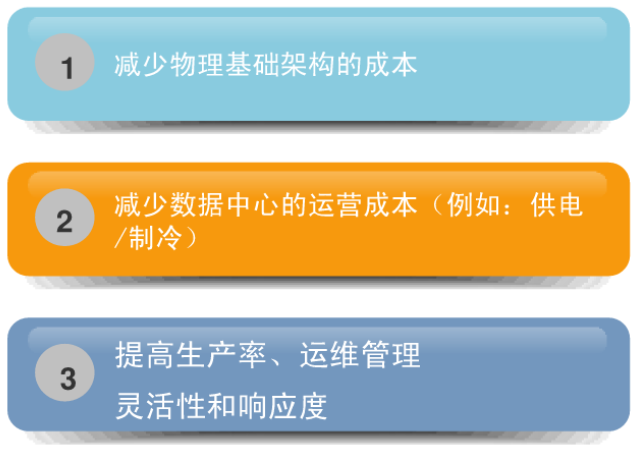 1 减少物理基础架构的成本
2 减少数据中心的运营成本（例如：供电
/制冷）
3 提高生产率、运维管理
灵活性和响应度